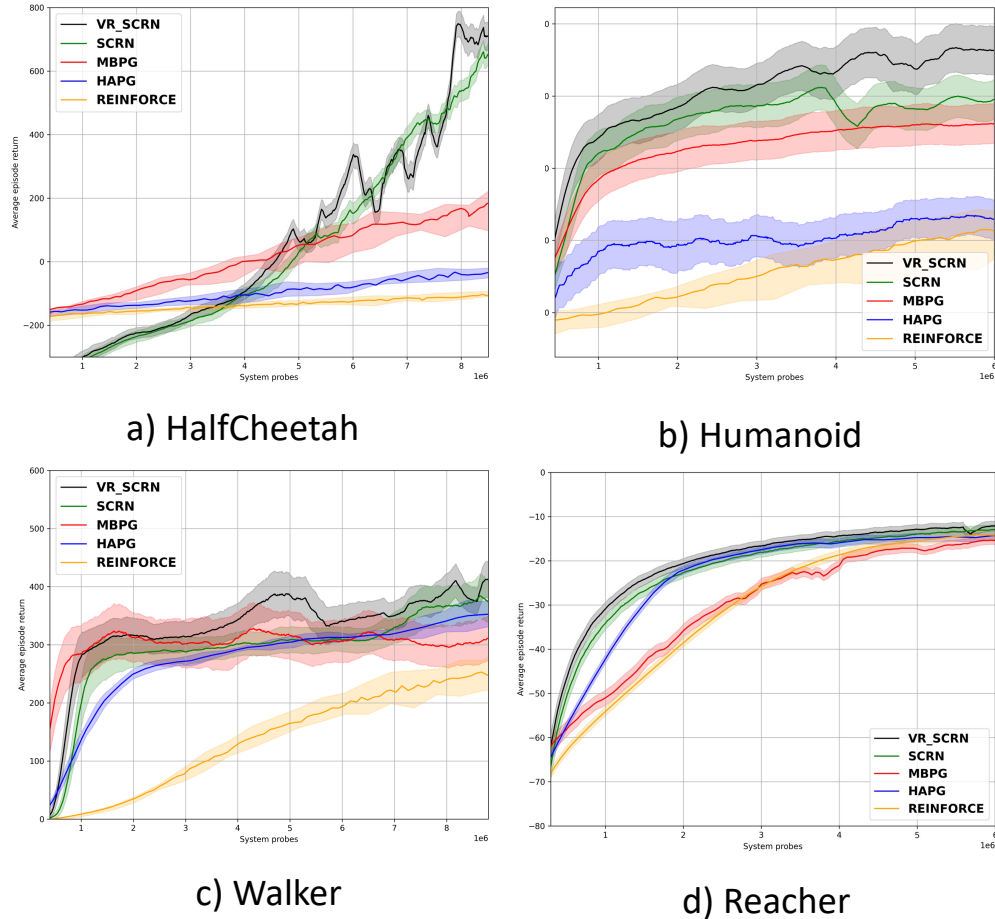 800
600
400
200
0
−200
Average episode return
VR_SCRN
SCRN
MBPG
HAPG
REINFORCE
1 2 3 4 5 6 7 8
System probes
1e6
a) HalfCheetah
0
0
0
0
0
VR_SCRN
SCRN
MBPG
HAPG
REINFORCE
1 2 3 4 5 6
System probes
1e6
b) Humanoid
600
500
400
300
200
100
0
Average episode return
VR_SCRN
SCRN
MBPG
HAPG
REINFORCE
1 2 3 4 5 6 7 8
System probes
1e6
c) Walker
0
−10
−20
−30
−40
−50
−60
−70
−80
Average episode return
VR_SCRN
SCRN
MBPG
HAPG
REINFORCE
1 2 3 4 5 6
System probes
1e6
d) Reacher